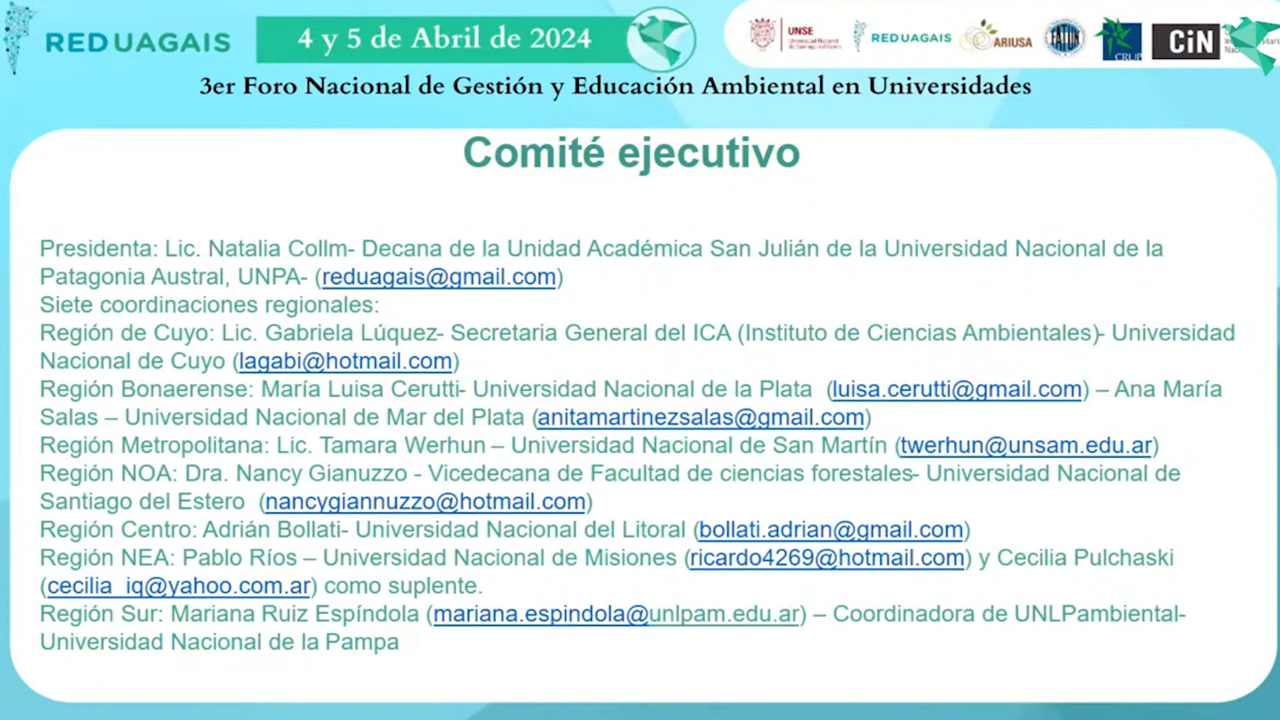 REDUAGAIS
4 y 5 de Abril de 2024
UNSE
REDUAGAIS
ARIUSA
FATUN
CRUP
CiN
3er Foro Nacional de Gestión y Educación Ambiental en Universidades
Comité ejecutivo
Presidenta: Lic. Natalia Collm- Decana de la Unidad Académica San Julián de la Universidad Nacional de la
Patagonia Austral, UNPA- (reduagais@gmail.com)
Siete coordinaciones regionales:
Región de Cuyo: Lic. Gabriela Lúquez- Secretaria General del ICA (Instituto de Ciencias Ambientales)- Universidad
Nacional de Cuyo (lagabi@hotmail.com)
Región Bonaerense: María Luisa Cerutti- Universidad Nacional de la Plata (luisa.cerutti@gmail.com) – Ana María
Salas – Universidad Nacional de Mar del Plata (anitamartinezsalas@gmail.com)
Región Metropolitana: Lic. Tamara Werhun – Universidad Nacional de San Martín (twerhun@unsam.edu.ar)
Región NOA: Dra. Nancy Gianuzzo - Vicedecana de Facultad de ciencias forestales- Universidad Nacional de
Santiago del Estero (nancygiannuzzo@hotmail.com)
Región Centro: Adrián Bollati- Universidad Nacional del Litoral (bollati.adrian@gmail.com)
Región NEA: Pablo Ríos – Universidad Nacional de Misiones (ricardo4269@hotmail.com) y Cecilia Pulchaski
(cecilia_iq@yahoo.com.ar) como suplente.
Región Sur: Mariana Ruiz Espíndola (mariana.espindola@unlpam.edu.ar) – Coordinadora de UNLPambiental-
Universidad Nacional de la Pampa